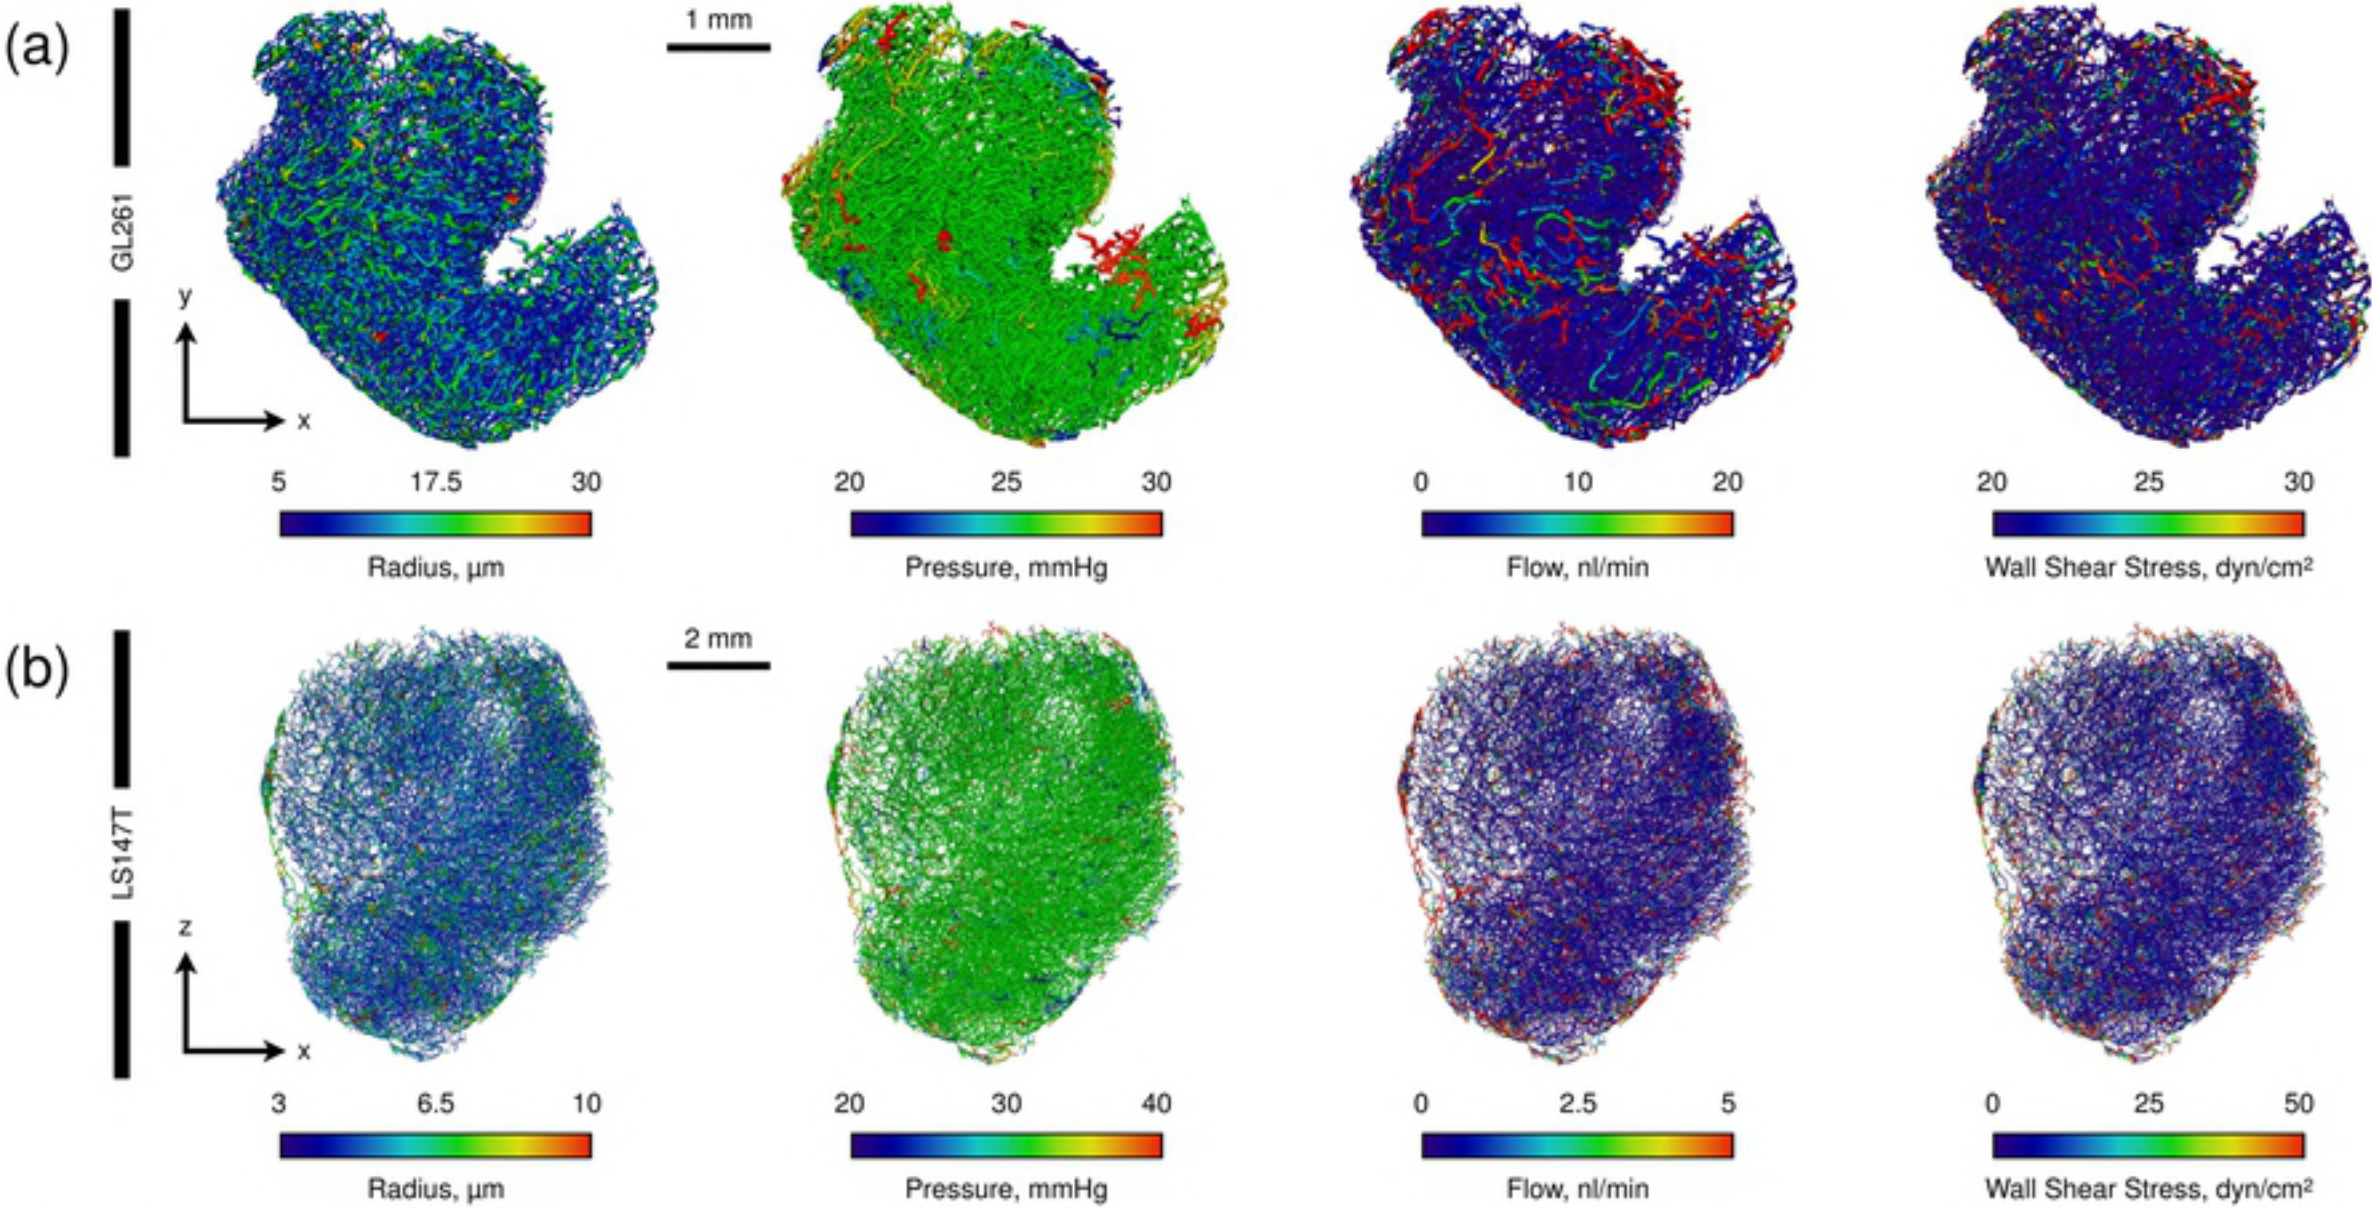 (a)
1 mm
GL261
y
x
5 17.5 30
20 25 30
0 10 20
20 25 30
Radius, µm
Pressure, mmHg
Flow, nl/min
Wall Shear Stress, dyn/cm²
(b)
2 mm
LS147T
z
x
3 6.5 10
20 30 40
0 2.5 5
0 25 50
Radius, µm
Pressure, mmHg
Flow, nl/min
Wall Shear Stress, dyn/cm²